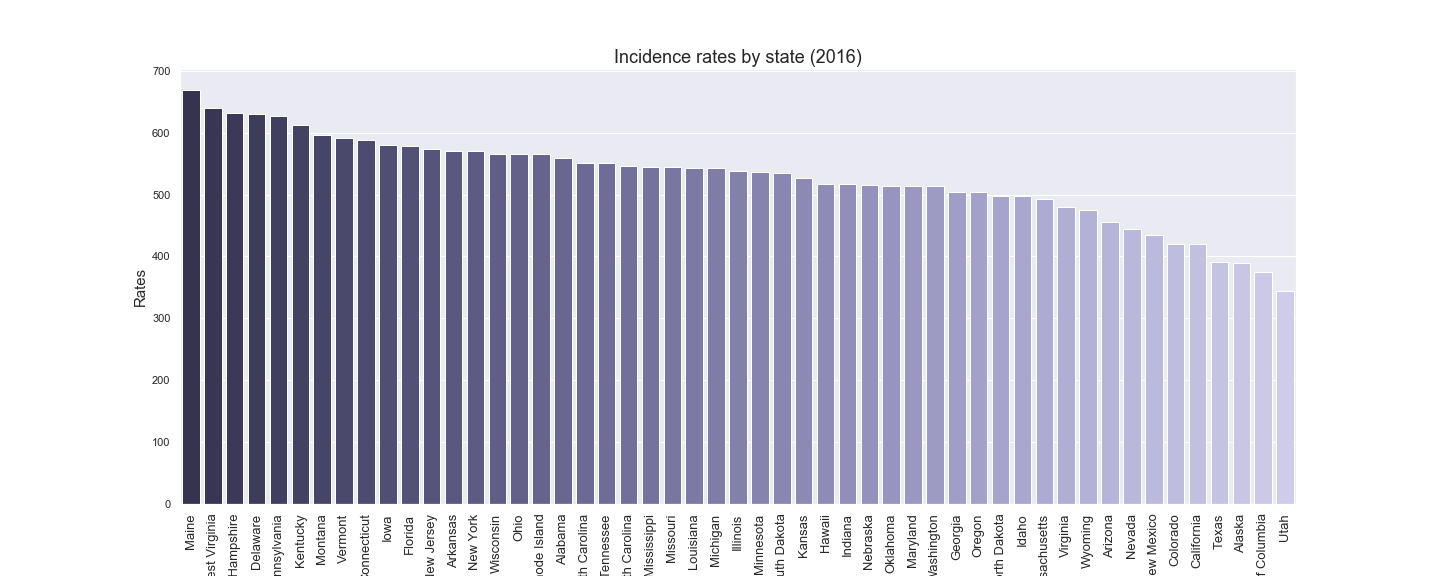 Incidence rates by state (2016)
700
600
500
400
300
200
100
0
Rates
Maine
est Virginia
Hampshire
Delaware
nnsylvania
Kentucky
Montana
Vermont
Connecticut
Iowa
Florida
lew Jersey
Arkansas
New York
Wisconsin
Ohio
ode Island
Alabama
th Carolina
Tennessee
th Carolina
Mississippi
Missouri
Louisiana
Michigan
Illinois
Minnesota
uth Dakota
Kansas
Hawaii
Indiana
Nebraska
Oklahoma
Maryland
Washington
Georgia
Oregon
orth Dakota
Idaho
sachusetts
Virginia
Wyoming
Arizona
Nevada
ew Mexico
Colorado
California
Texas
Alaska
f Columbia
Utah